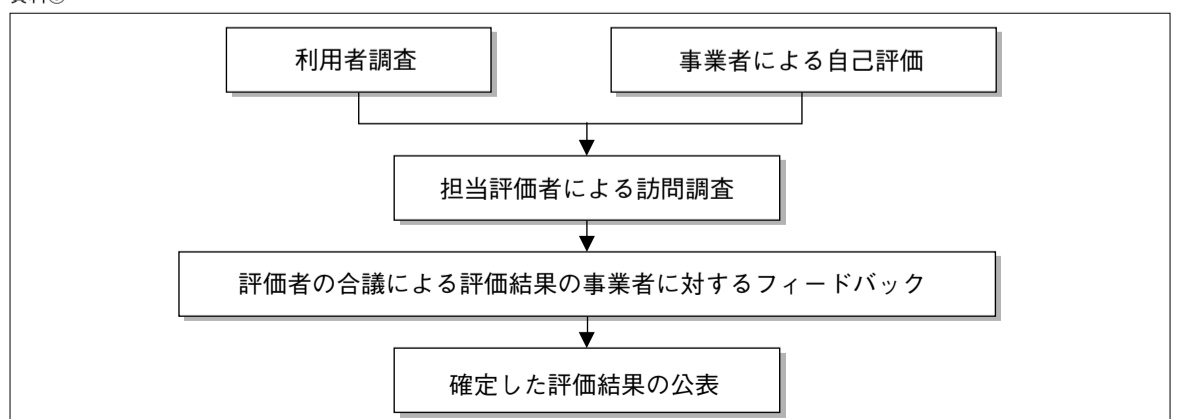 利用者調査
事業者による自己評価
担当評価者による訪問調査
評価者の合議による評価結果の事業者に対するフィードバック
確定した評価結果の公表